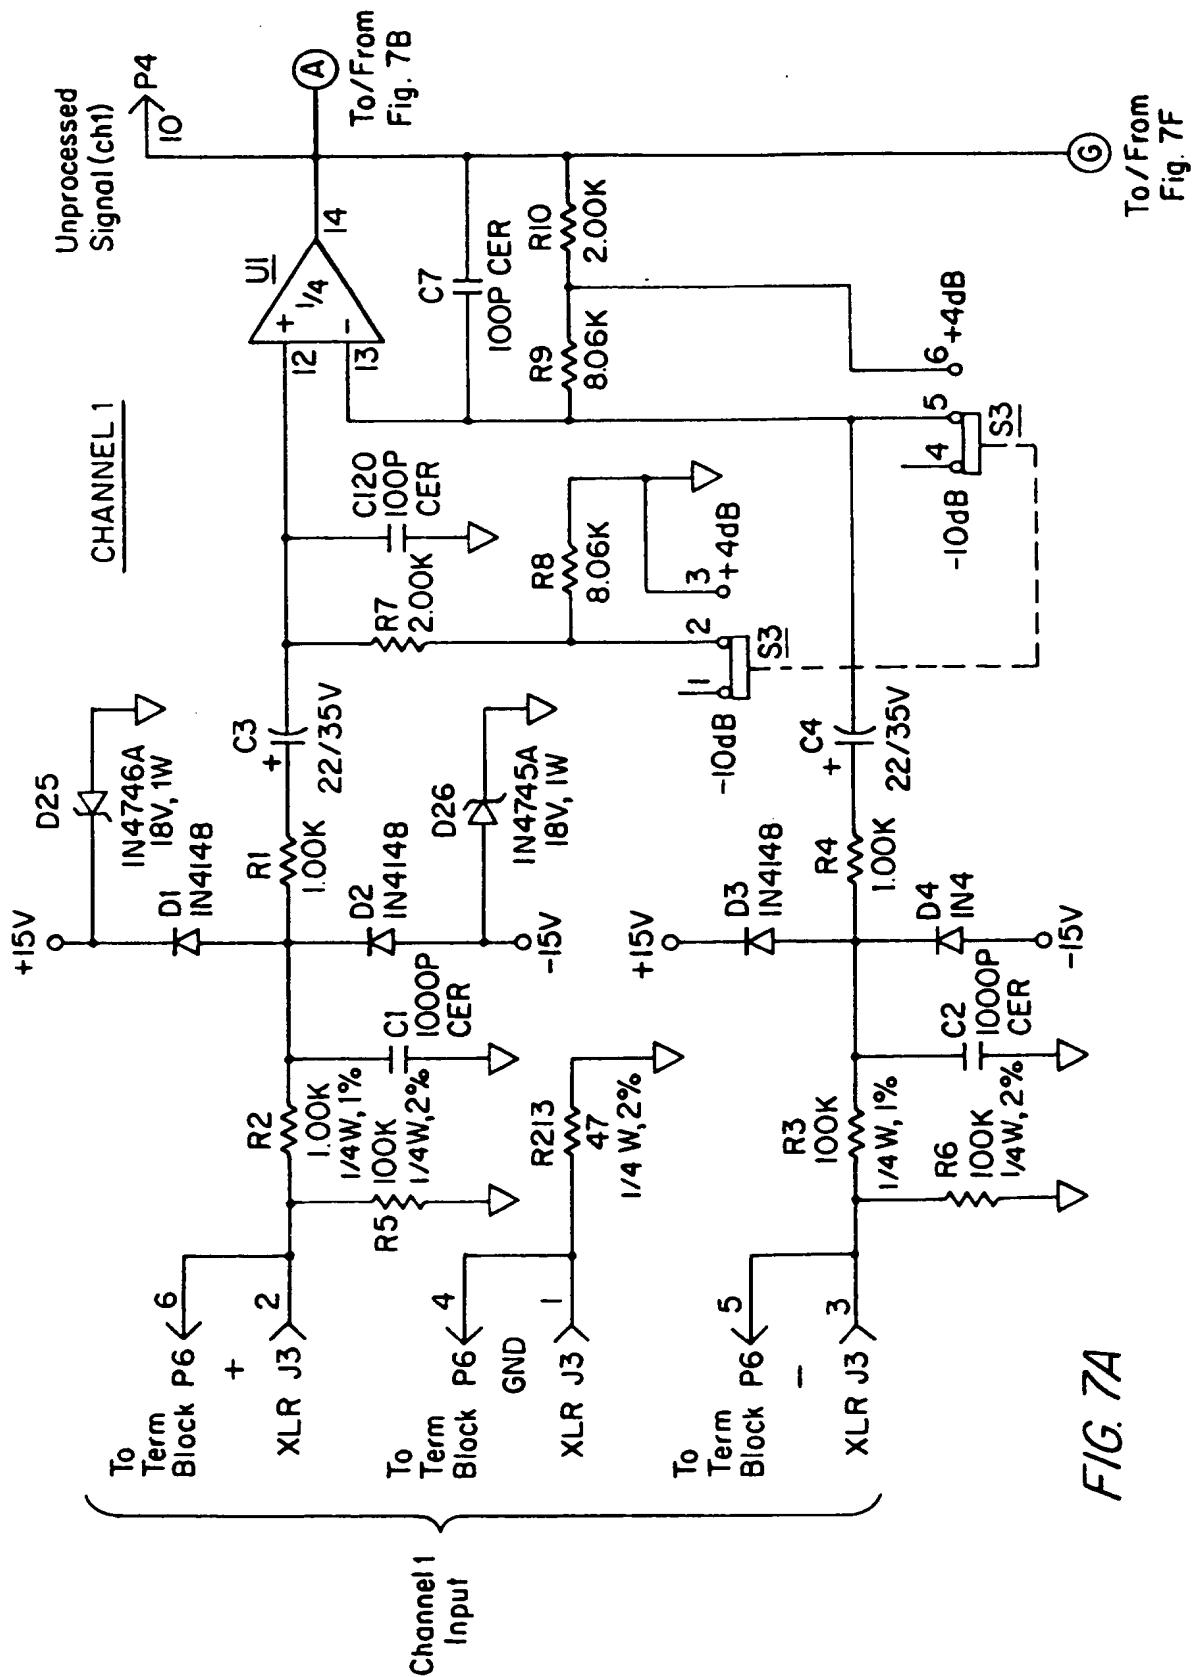 CHANNEL 1
Unprocessed
Signal (ch1)
P4
10
A
To/From
Fig. 7B
+15V
D25
1N4746A
18V, 1W
D1
1N4148
To
Term
Block P6
6
+
XLR J3
2
R2
1.00K
1/4W, 1%
R5
100K
1/4W, 2%
C1
1000P
CER
R1
1.00K
C3
+
22/35V
D2
1N4148
D26
1N4745A
18V, 1W
-15V
R7
2.00K
C120
100P
CER
12
+
13
-
U1
1/4
14
C7
100P CER
R9
8.06K
R10
2.00K
R8
8.06K
Channel 1
Input
To
Term
Block P6
4
GND
XLR J3
1
R213
47
1/4 W, 2%
1
2
3
-10dB
+4dB
S3
To
Term
Block P6
5
-
XLR J3
3
R3
100K
1/4W, 1%
R6
100K
1/4W, 2%
C2
1000P
CER
+15V
D3
1N4148
D4
1N4
-15V
R4
1.00K
C4
+
22/35V
4
5
6
-10dB
+4dB
S3
G
To/From
Fig. 7F
FIG. 7A